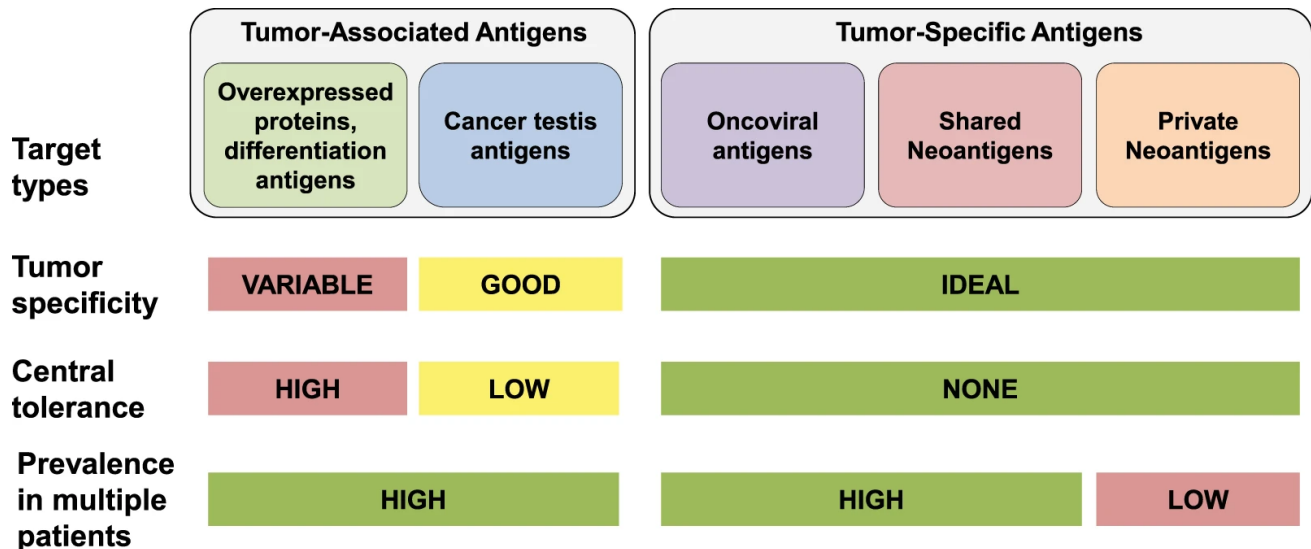 Tumor-Associated Antigens
Tumor-Specific Antigens
Target
types
Overexpressed
proteins,
differentiation
antigens
Cancer testis
antigens
Oncoviral
antigens
Shared
Neoantigens
Private
Neoantigens
Tumor
specificity
VARIABLE
GOOD
IDEAL
Central
tolerance
HIGH
LOW
NONE
Prevalence
in multiple
patients
HIGH
HIGH
LOW